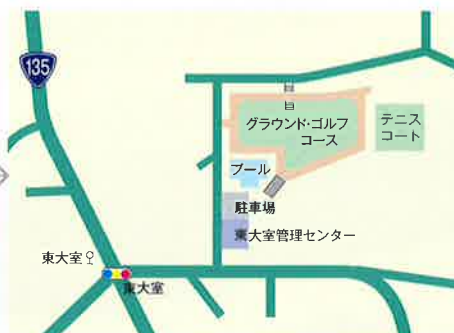 135
グラウンド・ゴルフ
コース
テニス
コート
プール
駐車場
東大室管理センター
東大室
東大室